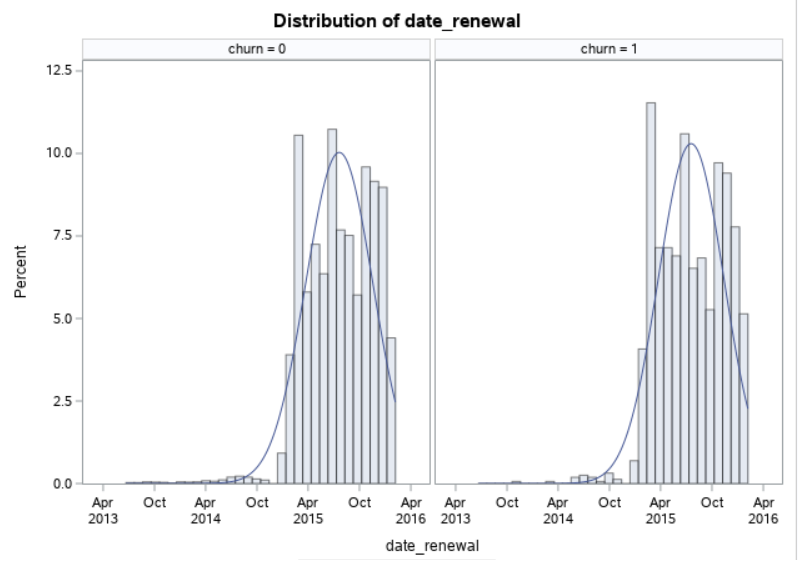 Distribution of date_renewal
churn = 0
churn = 1
12.5
10.0
7.5
5.0
2.5
0.0
Percent
Apr Oct Apr Oct Apr Oct Apr
2013 2014 2015 2016
Apr Oct Apr Oct Apr Oct Apr
2013 2014 2015 2016
date_renewal